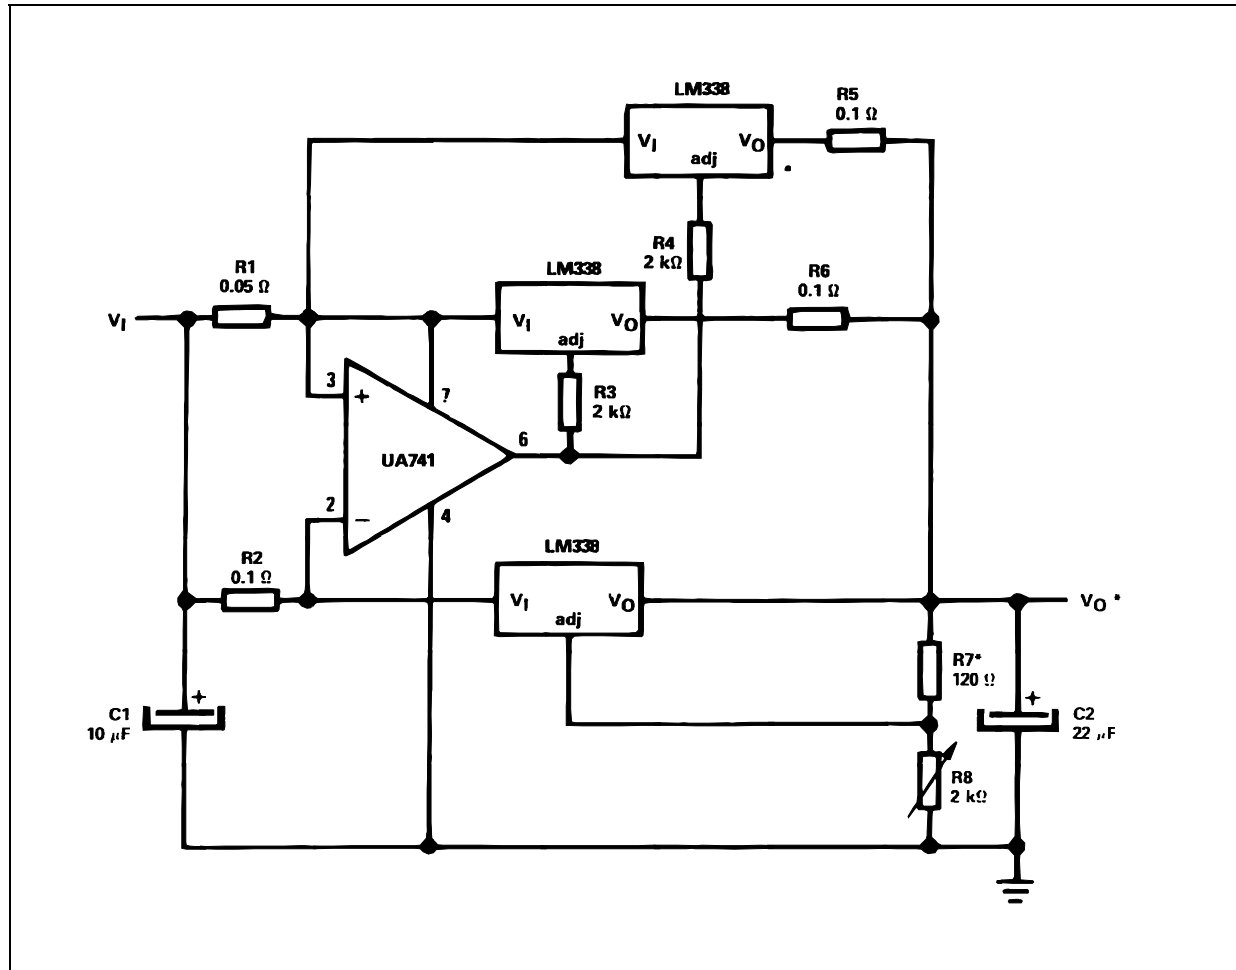 LM338
R5
0.1 Ω
VI
VO
adj
R4
2 kΩ
R1
0.05 Ω
LM338
R6
0.1 Ω
VI
VI
VO
adj
3
+
7
R3
2 kΩ
6
UA741
2
−
4
R2
0.1 Ω
LM338
VI
VO
adj
VO *
R7*
120 Ω
+
C1
10 μF
+
C2
22 μF
R8
2 kΩ